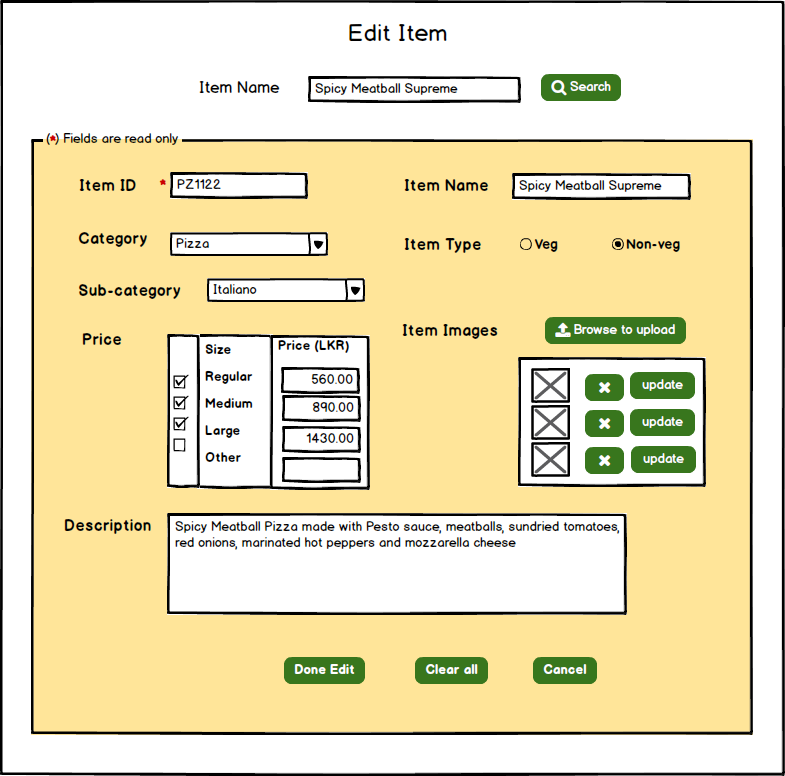 Edit Item
Item Name Spicy Meatball Supreme Search
(*) Fields are read only
Item ID * PZ1122 Item Name Spicy Meatball Supreme
Category Pizza Item Type Veg Non-veg
Sub-category Italiano
Price Item Images Browse to upload
Size Price (LKR)
Regular 560.00
Medium 890.00
Large 1430.00
Other
update
update
update
Description Spicy Meatball Pizza made with Pesto sauce, meatballs, sundried tomatoes,
red onions, marinated hot peppers and mozzarella cheese
Done Edit Clear all Cancel